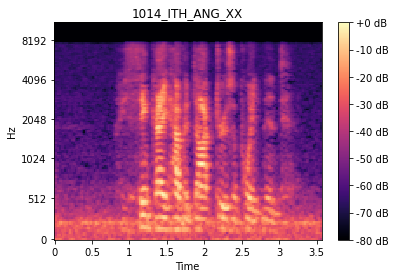 1014_ITH_ANG_XX
+0 dB
8192
-10 dB
4096
-20 dB
-30 dB
2048
Hz
-40 dB
1024
-50 dB
512
-60 dB
-70 dB
0
-80 dB
0 0.5 1 1.5 2 2.5 3 3.5
Time